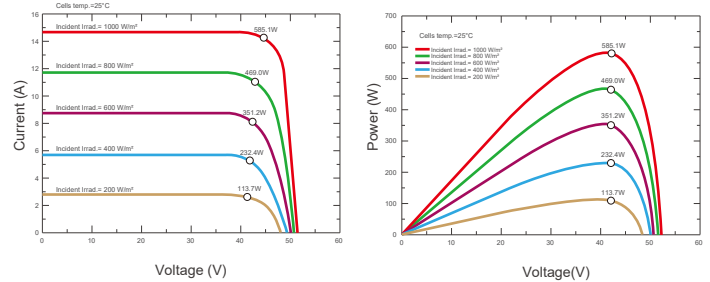 Cells temp.=25°C
16
14
12
10
8
6
4
2
0
Current (A)
Incident Irrad.= 1000 W/m²
585.1W
Incident Irrad.= 800 W/m²
469.0W
Incident Irrad.= 600 W/m²
351.2W
Incident Irrad.= 400 W/m²
232.4W
Incident Irrad.= 200 W/m²
113.7W
0 10 20 30 40 50 60
Voltage (V)
700
600
500
400
300
200
100
0
Power (W)
Cells temp.=25°C
Incident Irrad.= 1000 W/m²
Incident Irrad.= 800 W/m²
Incident Irrad.= 600 W/m²
Incident Irrad.= 400 W/m²
Incident Irrad.= 200 W/m²
585.1W
469.0W
351.2W
232.4W
113.7W
0 10 20 30 40 50 60
Voltage(V)